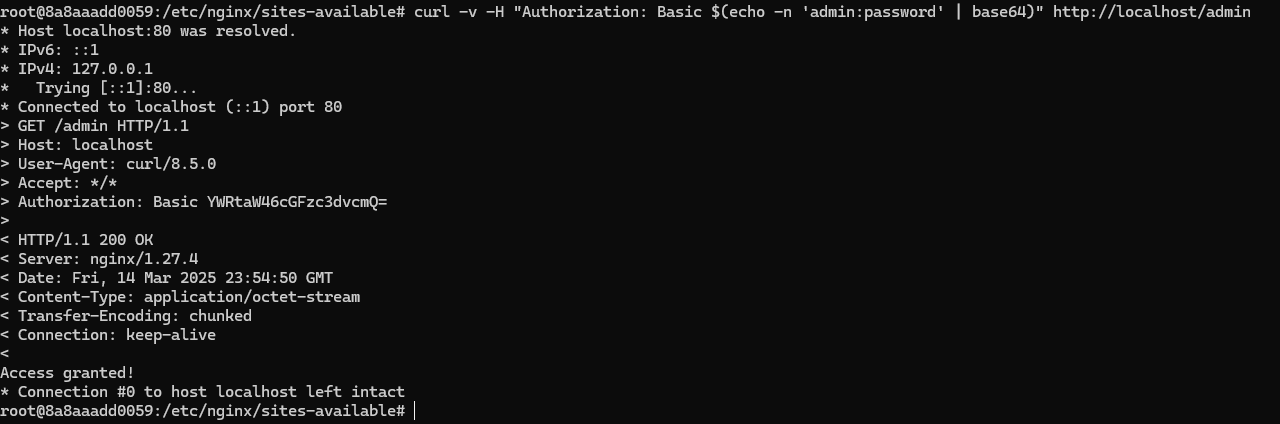 root@8a8aaadd0059:/etc/nginx/sites-available# curl -v -H "Authorization: Basic $(echo -n 'admin:password' | base64)" http://localhost/admin
* Host localhost:80 was resolved.
* IPv6: ::1
* IPv4: 127.0.0.1
*   Trying [::1]:80...
* Connected to localhost (::1) port 80
> GET /admin HTTP/1.1
> Host: localhost
> User-Agent: curl/8.5.0
> Accept: */*
> Authorization: Basic YWRtaW46cGFzc3dvcmQ=
>
< HTTP/1.1 200 OK
< Server: nginx/1.27.4
< Date: Fri, 14 Mar 2025 23:54:50 GMT
< Content-Type: application/octet-stream
< Transfer-Encoding: chunked
< Connection: keep-alive
<
Access granted!
* Connection #0 to host localhost left intact
root@8a8aaadd0059:/etc/nginx/sites-available#